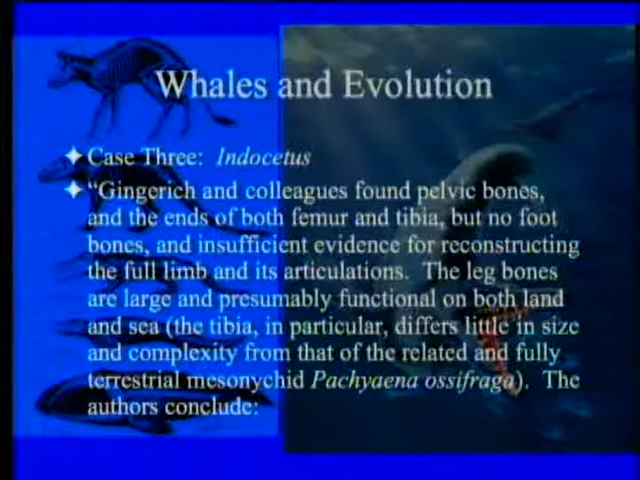 Whales and Evolution
Case Three: Indocetus
“Gingerich and colleagues found pelvic bones,
and the ends of both femur and tibia, but no foot
bones, and insufficient evidence for reconstructing
the full limb and its articulations. The leg bones
are large and presumably functional on both land
and sea (the tibia, in particular, differs little in size
and complexity from that of the related and fully
terrestrial mesonychid Pachyaena ossifraga). The
authors conclude: